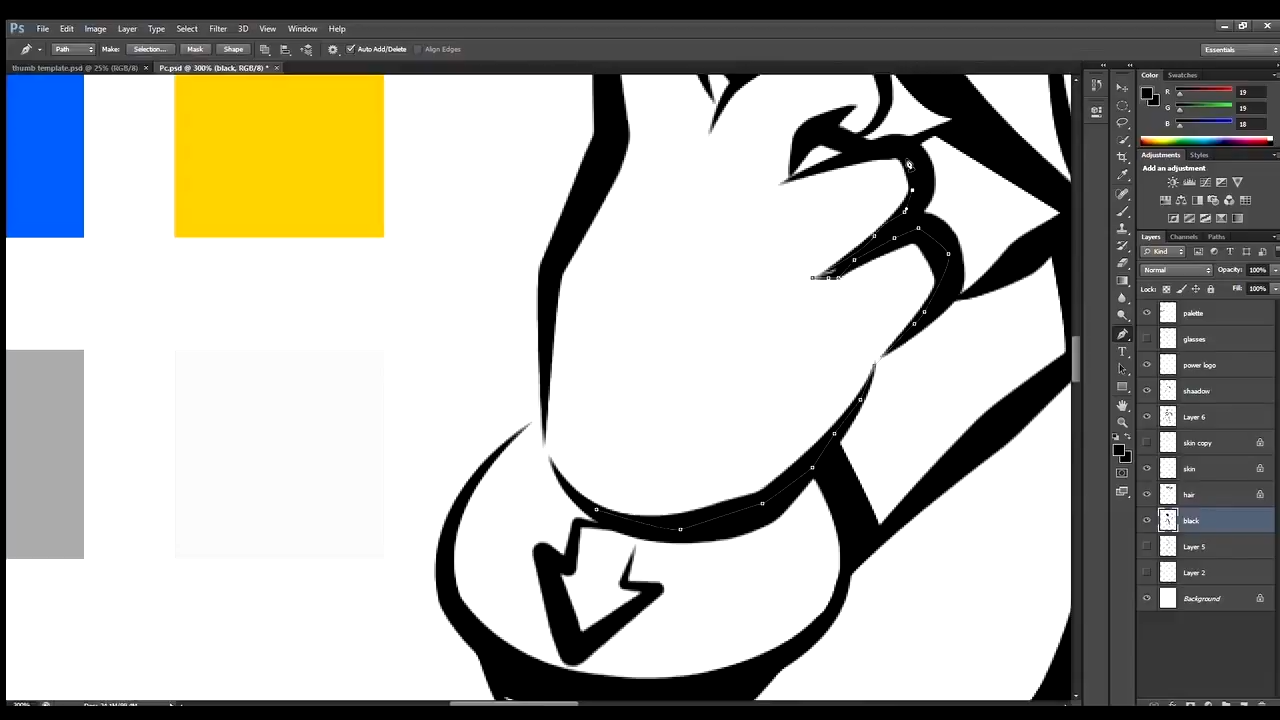 Ps File Edit Image Layer Type Select Filter 3D View Window Help
Path Make: Selection... Mask Shape Auto Add/Delete Align Edges Essentials
thumb template.psd @ 25% (RGB/8) × Pc.psd @ 300% (black, RGB/8) * ×
Color Swatches
R 19
G 19
B 18
Adjustments Styles
Add an adjustment
Layers Channels Paths
Kind
Normal Opacity: 100%
Lock: Fill: 100%
palette
glasses
power logo
shaadow
Layer 6
skin copy
skin
hair
black
Layer 5
Layer 2
Background